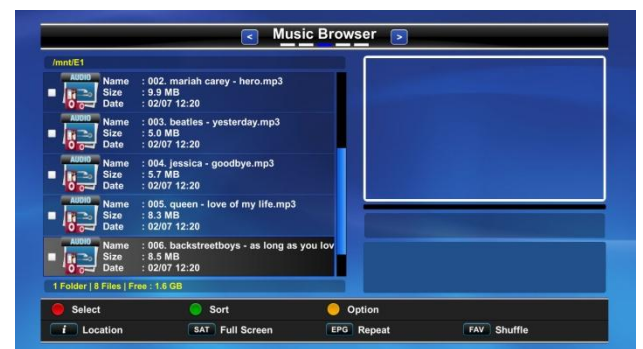 < Music Browser >
/mnt/E1
AUDIO
Name : 002. mariah carey - hero.mp3
Size : 9.9 MB
Date : 02/07 12:20
AUDIO
Name : 003. beatles - yesterday.mp3
Size : 5.0 MB
Date : 02/07 12:20
AUDIO
Name : 004. jessica - goodbye.mp3
Size : 5.7 MB
Date : 02/07 12:20
AUDIO
Name : 005. queen - love of my life.mp3
Size : 8.3 MB
Date : 02/07 12:20
AUDIO
Name : 006. backstreetboys - as long as you lov
Size : 8.5 MB
Date : 02/07 12:20
1 Folder | 8 Files | Free : 1.6 GB
Select Sort Option
i Location SAT Full Screen EPG Repeat FAV Shuffle